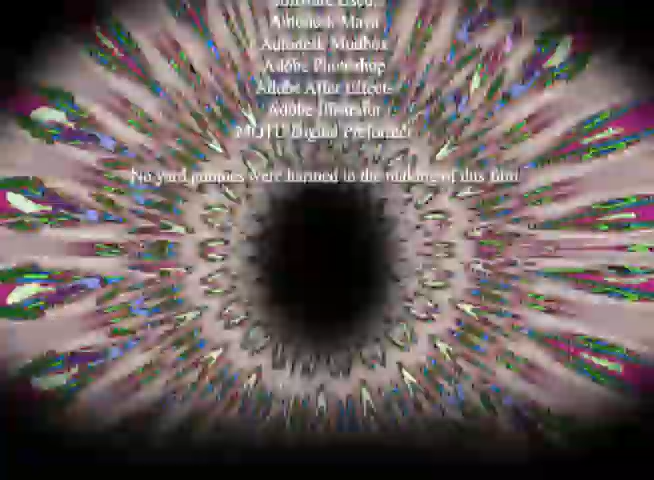 Software Used:
Autodesk Maya
Autodesk Mudbox
Adobe Photoshop
Adobe After Effects
Adobe Illustrator
MOTU Digital Performer
No yard puppies were harmed in the making of this film